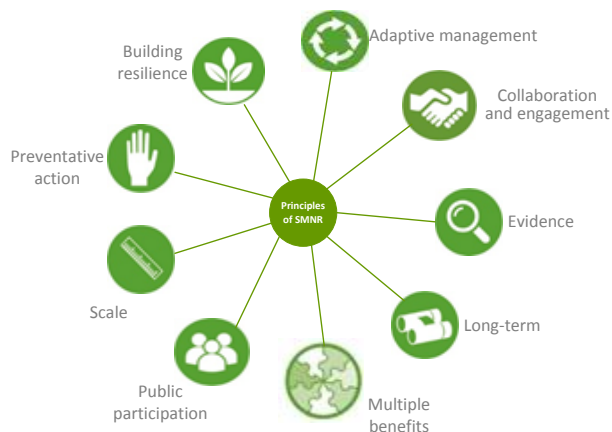 Adaptive management
Building
resilience
Collaboration
and engagement
Preventative
action
Principles
of SMNR
Evidence
Scale
Long-term
Public
participation
Multiple
benefits